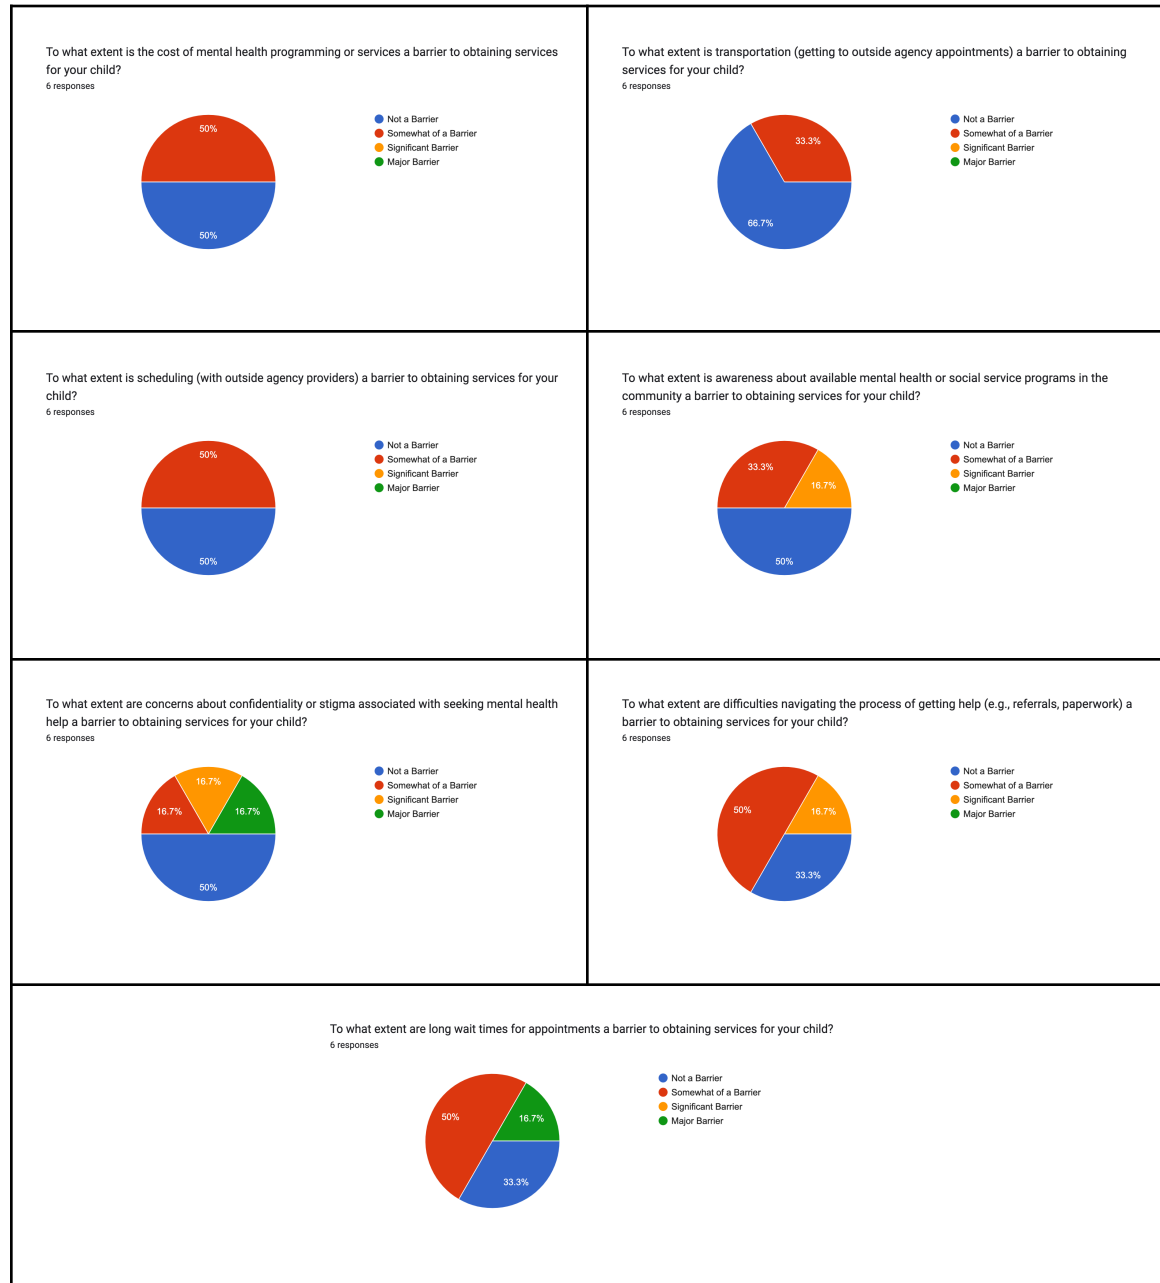 To what extent is the cost of mental health programming or services a barrier to obtaining services
for your child?
6 responses
50%
50%
Not a Barrier
Somewhat of a Barrier
Significant Barrier
Major Barrier
To what extent is transportation (getting to outside agency appointments) a barrier to obtaining
services for your child?
6 responses
33.3%
66.7%
Not a Barrier
Somewhat of a Barrier
Significant Barrier
Major Barrier
To what extent is scheduling (with outside agency providers) a barrier to obtaining services for your
child?
6 responses
50%
50%
Not a Barrier
Somewhat of a Barrier
Significant Barrier
Major Barrier
To what extent is awareness about available mental health or social service programs in the
community a barrier to obtaining services for your child?
6 responses
33.3%
16.7%
50%
Not a Barrier
Somewhat of a Barrier
Significant Barrier
Major Barrier
To what extent are concerns about confidentiality or stigma associated with seeking mental health
help a barrier to obtaining services for your child?
6 responses
16.7%
16.7%
16.7%
50%
Not a Barrier
Somewhat of a Barrier
Significant Barrier
Major Barrier
To what extent are difficulties navigating the process of getting help (e.g., referrals, paperwork) a
barrier to obtaining services for your child?
6 responses
50%
16.7%
33.3%
Not a Barrier
Somewhat of a Barrier
Significant Barrier
Major Barrier
To what extent are long wait times for appointments a barrier to obtaining services for your child?
6 responses
50%
16.7%
33.3%
Not a Barrier
Somewhat of a Barrier
Significant Barrier
Major Barrier